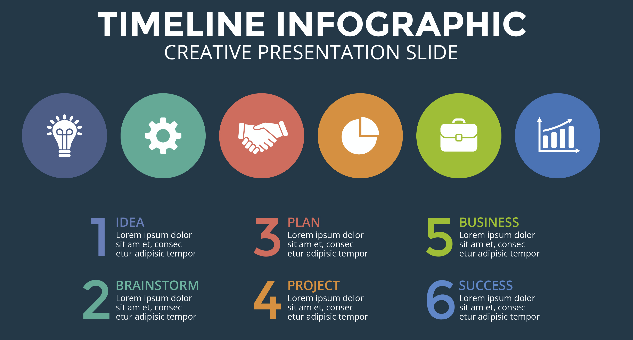 TIMELINE INFOGRAPHIC
CREATIVE PRESENTATION SLIDE
1 IDEA
Lorem ipsum dolor
sit am et, consec
etur adipisic tempor
2 BRAINSTORM
Lorem ipsum dolor
sit am et, consec
etur adipisic tempor
3 PLAN
Lorem ipsum dolor
sit am et, consec
etur adipisic tempor
4 PROJECT
Lorem ipsum dolor
sit am et, consec
etur adipisic tempor
5 BUSINESS
Lorem ipsum dolor
sit am et, consec
etur adipisic tempor
6 SUCCESS
Lorem ipsum dolor
sit am et, consec
etur adipisic tempor